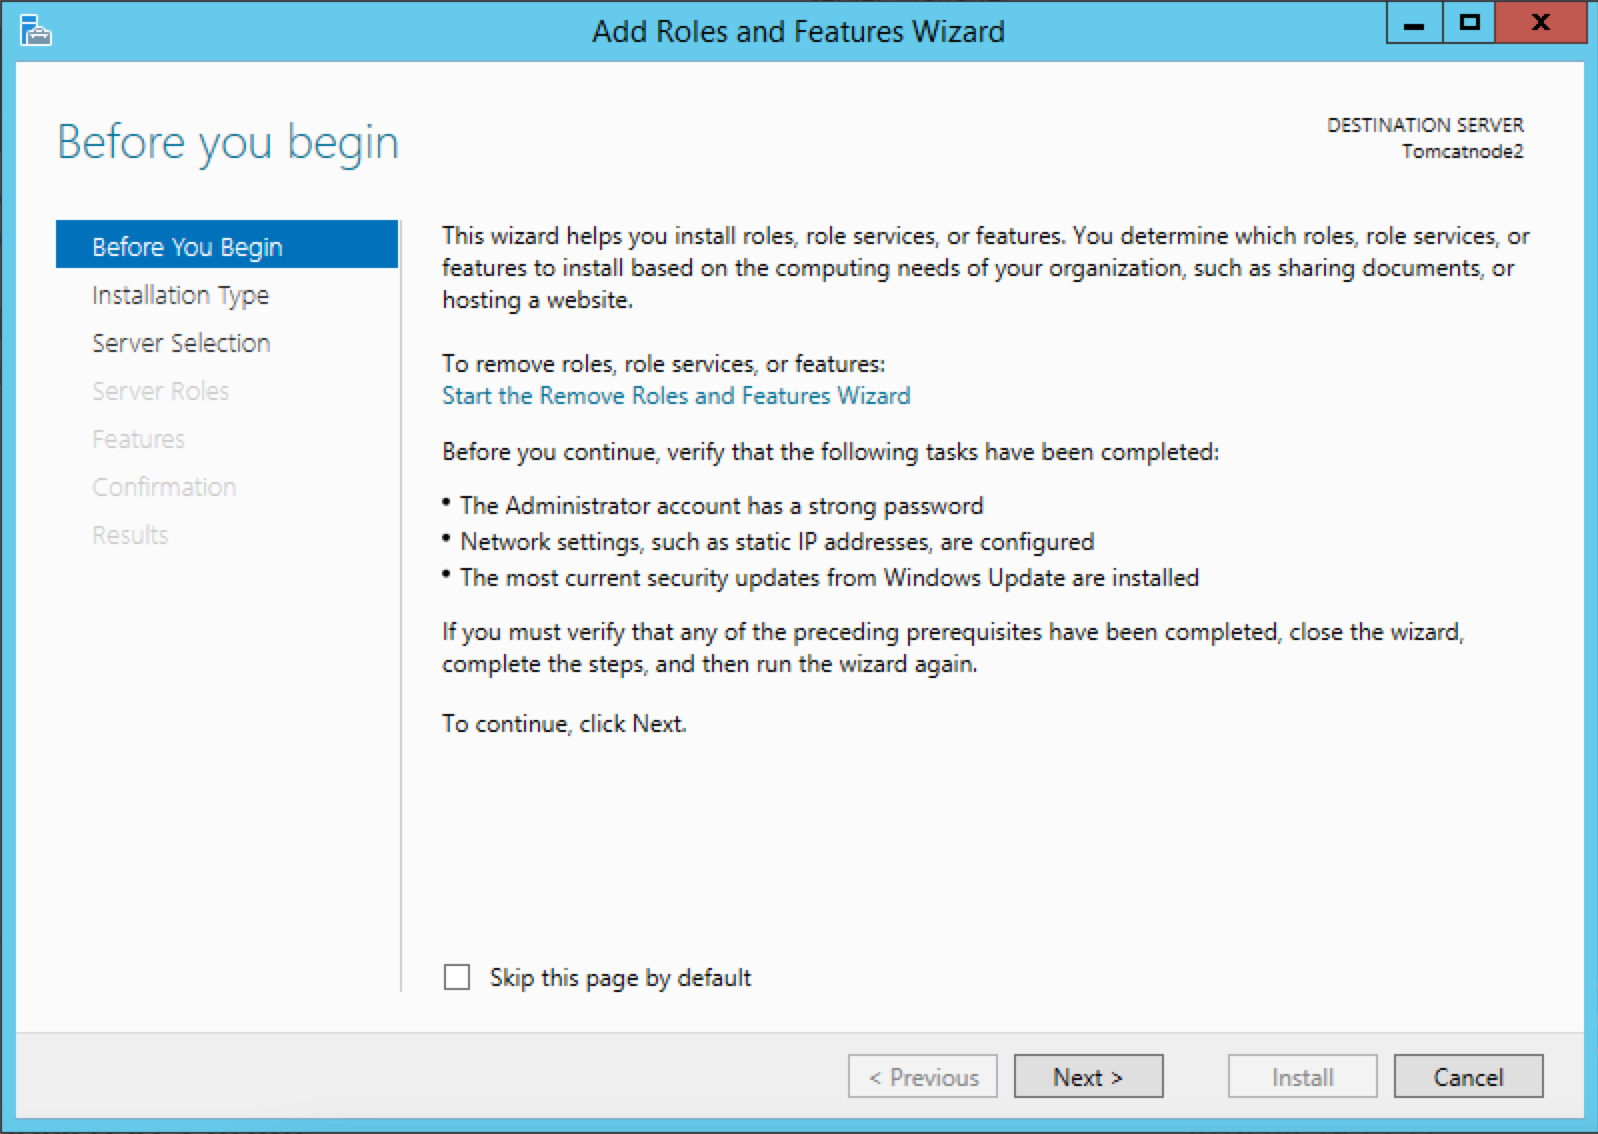 Add Roles and Features Wizard
X
Before you begin
DESTINATION SERVER
Tomcatnode2
Before You Begin
Installation Type
Server Selection
Server Roles
Features
Confirmation
Results
This wizard helps you install roles, role services, or features. You determine which roles, role services, or
features to install based on the computing needs of your organization, such as sharing documents, or
hosting a website.
To remove roles, role services, or features:
Start the Remove Roles and Features Wizard
Before you continue, verify that the following tasks have been completed:
• The Administrator account has a strong password
• Network settings, such as static IP addresses, are configured
• The most current security updates from Windows Update are installed
If you must verify that any of the preceding prerequisites have been completed, close the wizard,
complete the steps, and then run the wizard again.
To continue, click Next.
Skip this page by default
< Previous
Next >
Install
Cancel